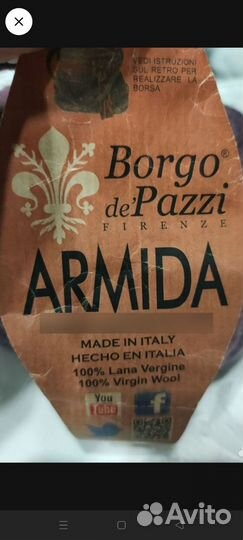 VEDI ISTRUZIONI
SUL RETRO PER
REALIZZARE LA
BORSA
Borgo®
de' Pazzi
FIRENZE
ARMIDA
MADE IN ITALY
HECHO EN ITALIA
100% Lana Vergine
100% Virgin Wool
You
Tube
f
Avito